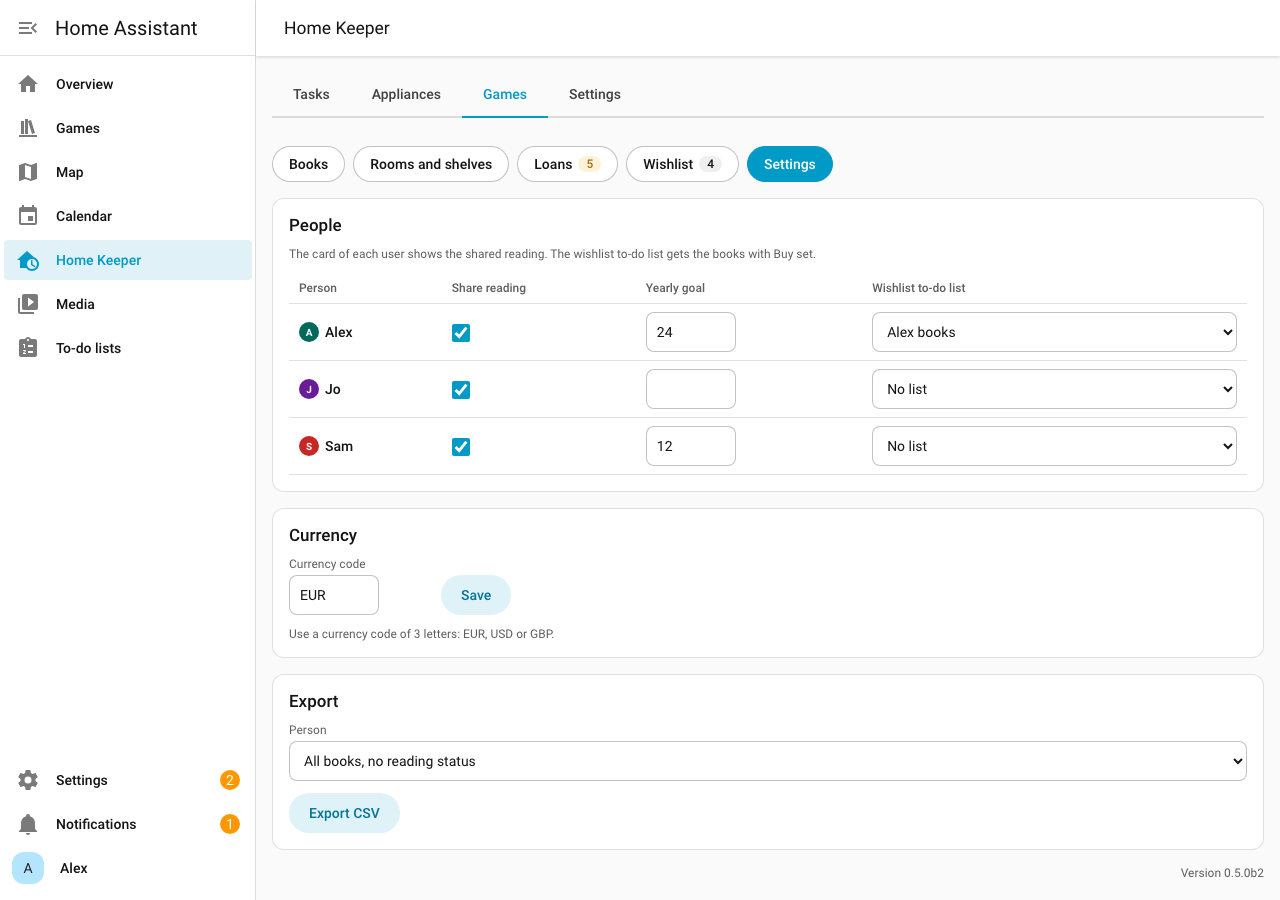 Home Assistant
Home Keeper
Overview
Games
Map
Calendar
Home Keeper
Media
To-do lists
Settings 2
Notifications 1
A Alex
Tasks Appliances Games Settings
Books Rooms and shelves Loans 5 Wishlist 4 Settings
People
The card of each user shows the shared reading. The wishlist to-do list gets the books with Buy set.
Person Share reading Yearly goal Wishlist to-do list
A Alex 24 Alex books
J Jo No list
S Sam 12 No list
Currency
Currency code
EUR Save
Use a currency code of 3 letters: EUR, USD or GBP.
Export
Person
All books, no reading status
Export CSV
Version 0.5.0b2